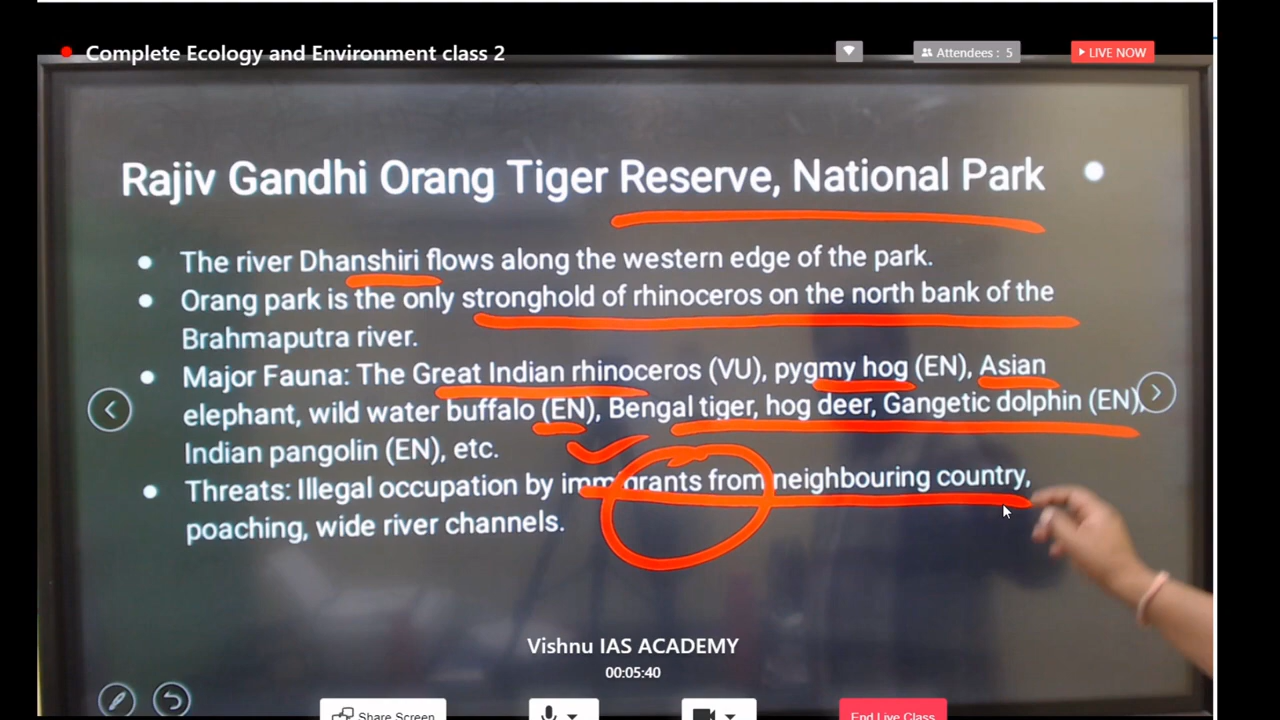 Complete Ecology and Environment class 2
Attendees : 5
LIVE NOW
Rajiv Gandhi Orang Tiger Reserve, National Park
The river Dhanshiri flows along the western edge of the park.
Orang park is the only stronghold of rhinoceros on the north bank of the
Brahmaputra river.
Major Fauna: The Great Indian rhinoceros (VU), pygmy hog (EN), Asian
elephant, wild water buffalo (EN), Bengal tiger, hog deer, Gangetic dolphin (EN),
Indian pangolin (EN), etc.
Threats: Illegal occupation by immigrants from neighbouring country,
poaching, wide river channels.
Vishnu IAS ACADEMY
00:05:40
Share Screen
End Live Class